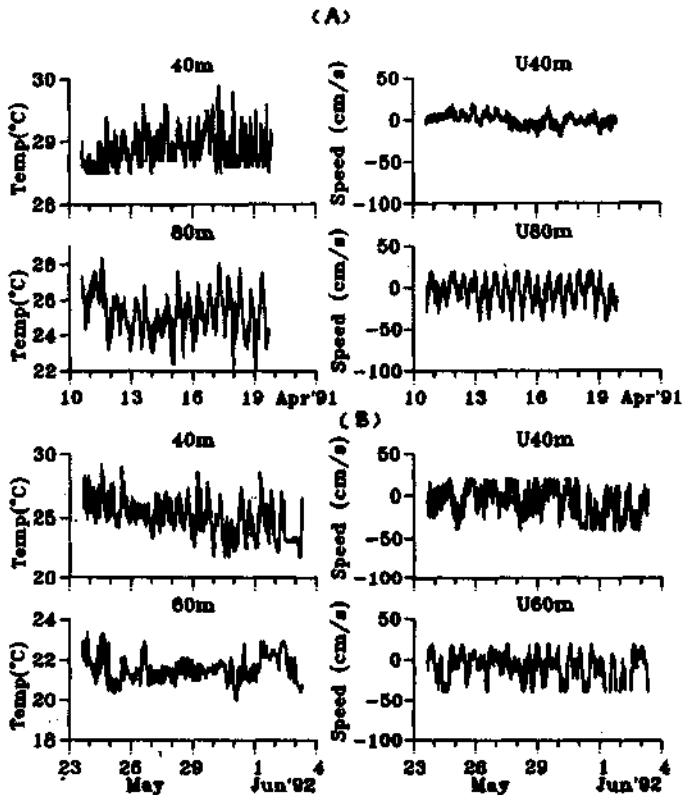 (A)
40m
Temp(°C)
30
29
28
U40m
Speed (cm/s)
50
0
-50
-100
80m
Temp(°C)
28
26
24
22
10 13 16 19 Apr'91
U80m
Speed (cm/s)
50
0
-50
-100
10 13 16 19 Apr'91
(B)
40m
Temp(°C)
30
25
20
U40m
Speed (cm/s)
50
0
-50
-100
60m
Temp(°C)
24
22
20
18
23 26 29 1 4
May Jun'92
U60m
Speed (cm/s)
50
0
-50
-100
23 26 29 1 4
May Jun'92